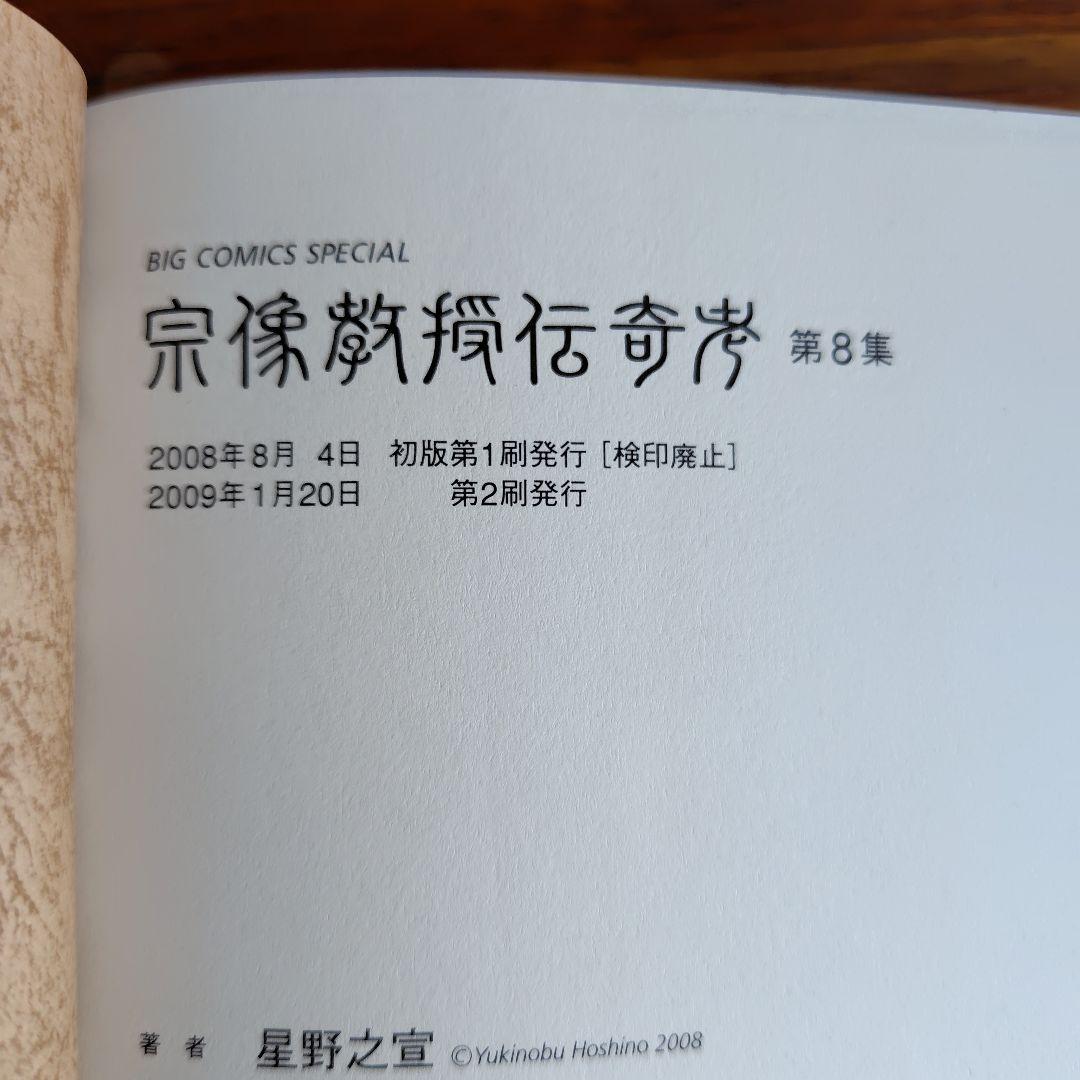 BIG COMICS SPECIAL
宗像教授伝奇考 第8集
2008年8月 4日 初版第1刷発行 [検印廃止]
2009年1月20日 第2刷発行
著者 星野之宣 ©Yukinobu Hoshino 2008